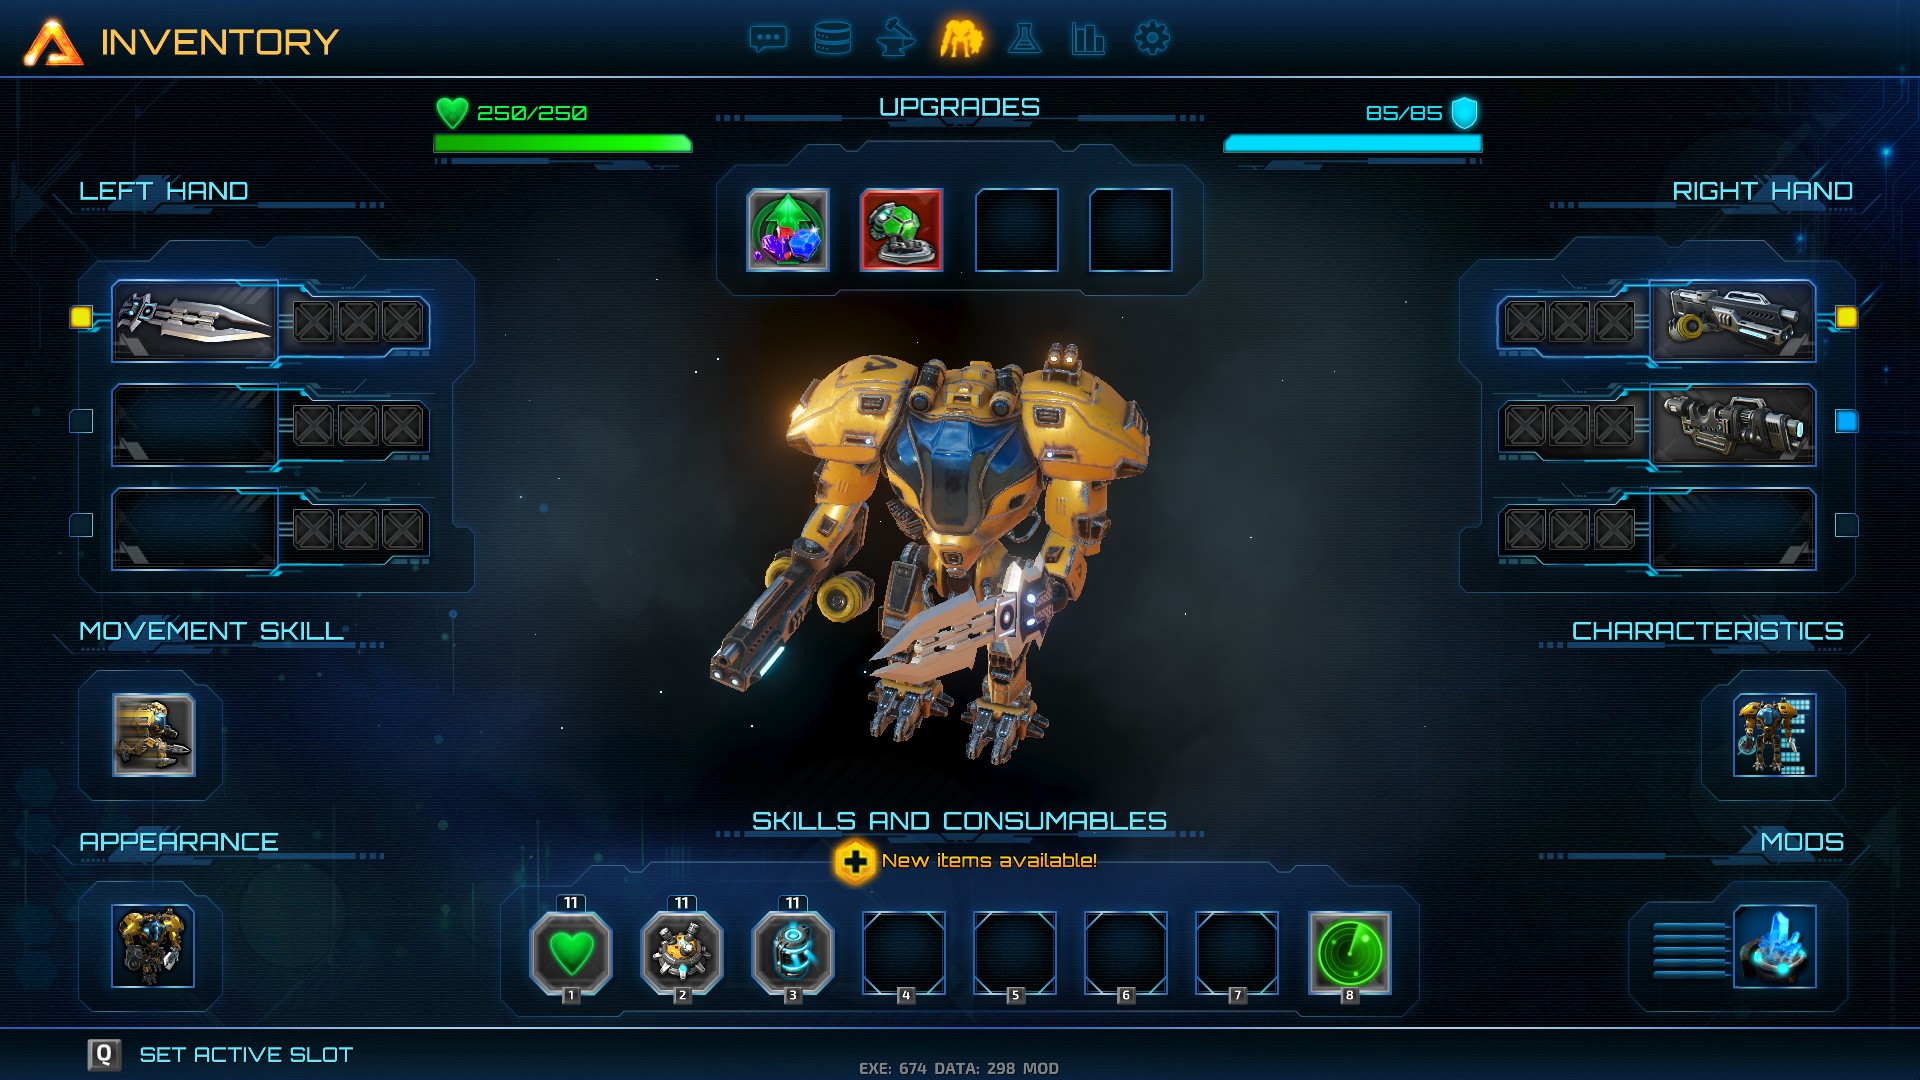 INVENTORY
250/250
UPGRADES
85/85
LEFT HAND
RIGHT HAND
MOVEMENT SKILL
CHARACTERISTICS
SKILLS AND CONSUMABLES
APPEARANCE
MODS
New items available!
11
11
11
1
2
3
4
5
6
7
8
Q SET ACTIVE SLOT
EXE: 674 DATA: 298 MOD